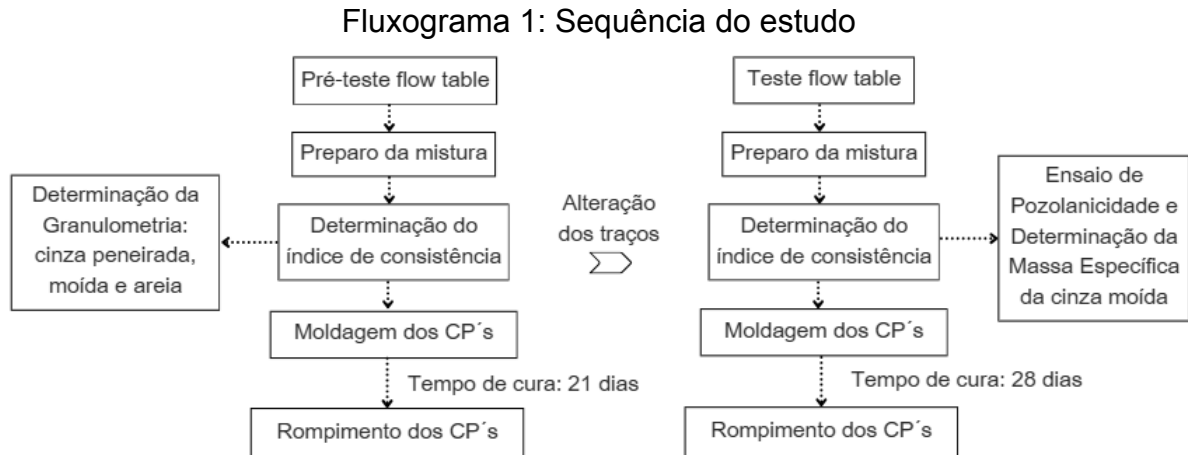 Fluxograma 1: Sequência do estudo
Pré-teste flow table
Preparo da mistura
Determinação da
Granulometria:
cinza peneirada,
moída e areia
Determinação do
índice de consistência
Moldagem dos CP´s
Tempo de cura: 21 dias
Rompimento dos CP´s
Alteração
dos traços
Teste flow table
Preparo da mistura
Determinação do
índice de consistência
Ensaio de
Pozolanicidade e
Determinação da
Massa Específica
da cinza moída
Moldagem dos CP´s
Tempo de cura: 28 dias
Rompimento dos CP´s